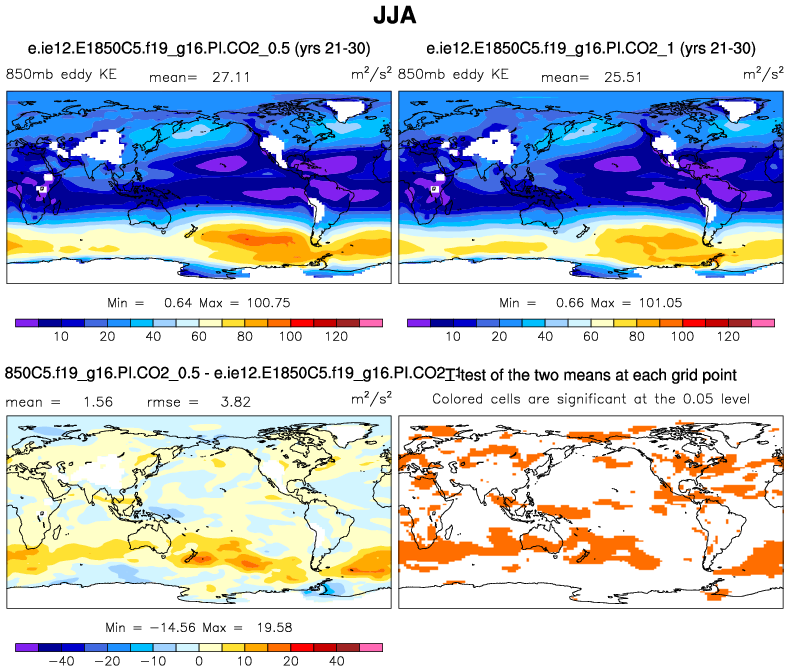 JJA
e.ie12.E1850C5.f19_g16.PI.CO2_0.5 (yrs 21-30)
850mb eddy KE mean= 27.11 m²/s²
Min = 0.64 Max = 100.75
10 20 40 60 80 100 120
e.ie12.E1850C5.f19_g16.PI.CO2_1 (yrs 21-30)
850mb eddy KE mean= 25.51 m²/s²
Min = 0.66 Max = 101.05
10 20 40 60 80 100 120
850C5.f19_g16.PI.CO2_0.5 - e.ie12.E1850C5.f19_g16.PI.CO2_1
mean = 1.56 rmse = 3.82 m²/s²
Min = -14.56 Max = 19.58
-40 -20 -10 0 10 20 40
T-test of the two means at each grid point
Colored cells are significant at the 0.05 level